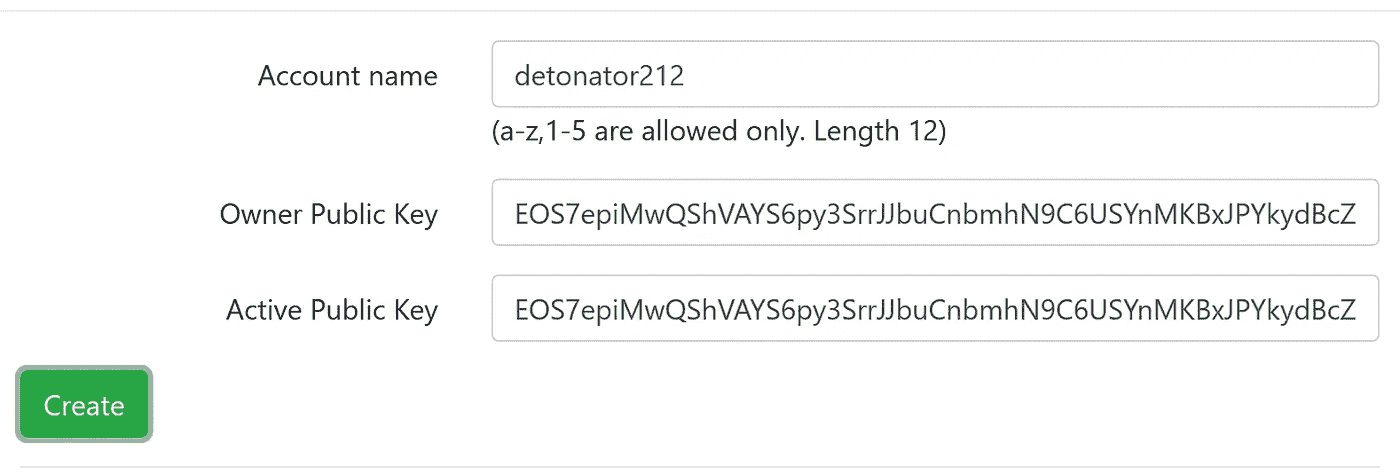 Account name
detonator212
(a-z,1-5 are allowed only. Length 12)
Owner Public Key
EOS7epiMwQShVAYS6py3SrrJJbuCnbmhN9C6USYnMKBxJPYkydBcZ
Active Public Key
EOS7epiMwQShVAYS6py3SrrJJbuCnbmhN9C6USYnMKBxJPYkydBcZ
Create